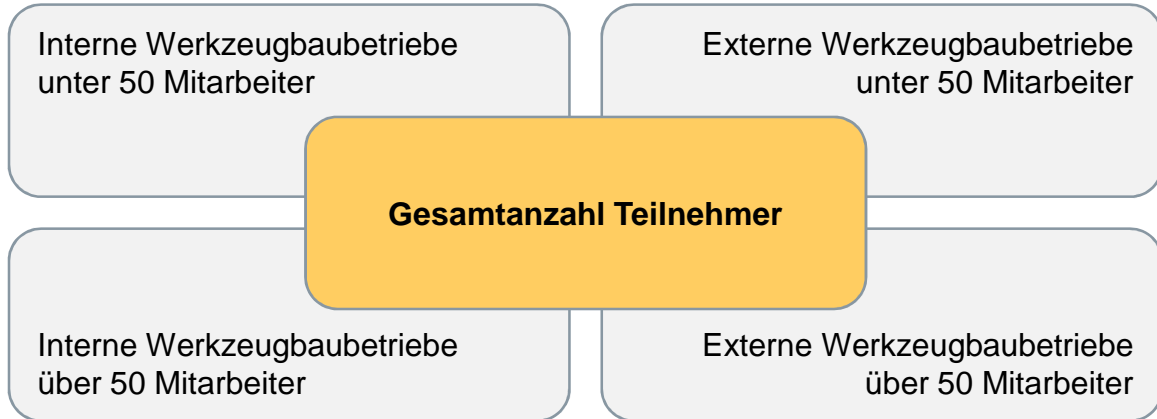 Interne Werkzeugbaubetriebe
unter 50 Mitarbeiter
Externe Werkzeugbaubetriebe
unter 50 Mitarbeiter
Gesamtanzahl Teilnehmer
Interne Werkzeugbaubetriebe
über 50 Mitarbeiter
Externe Werkzeugbaubetriebe
über 50 Mitarbeiter